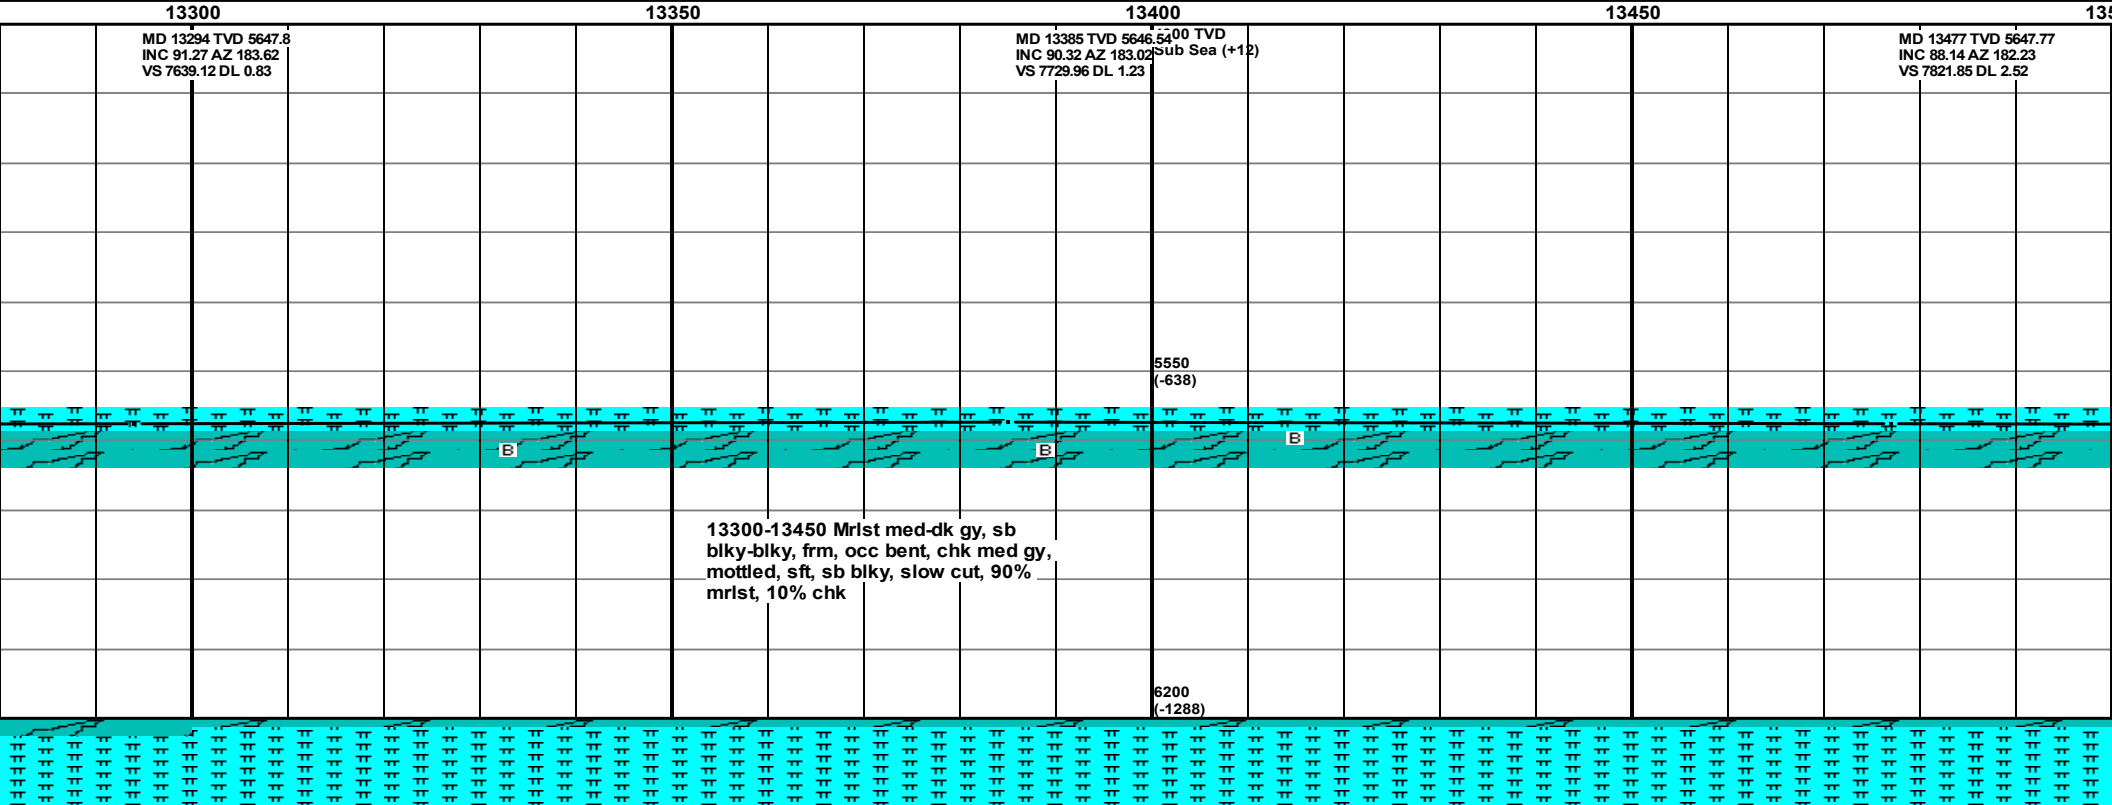 13300 13350 13400 13450
MD 13294 TVD 5647.8
INC 91.27 AZ 183.62
VS 7639.12 DL 0.83
MD 13385 TVD 5646.54
INC 90.32 AZ 183.02
VS 7729.96 DL 1.23
TVD
Sub Sea (+12)
MD 13477 TVD 5647.77
INC 88.14 AZ 182.23
VS 7821.85 DL 2.52
5550
(-638)
B
B
B
13300-13450 Mrlst med-dk gy, sb
blky-blky, frm, occ bent, chk med gy,
mottled, sft, sb blky, slow cut, 90%
mrlst, 10% chk
6200
(-1288)